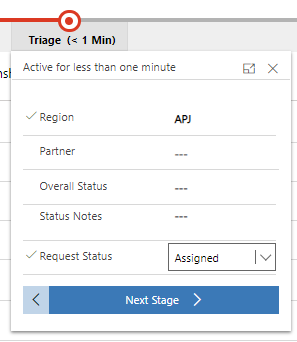 Triage (< 1 Min)
Active for less than one minute
Region APJ
Partner ---
Overall Status ---
Status Notes ---
Request Status Assigned
Next Stage